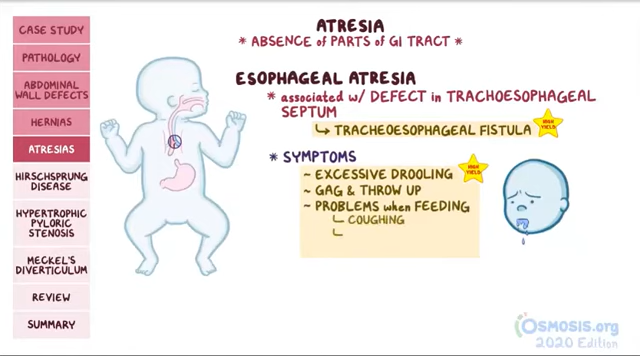 CASE STUDY
PATHOLOGY
ABDOMINAL
WALL DEFECTS
HERNIAS
ATRESIAS
HIRSCHSPRUNG
DISEASE
HYPERTROPHIC
PYLORIC
STENOSIS
MECKEL'S
DIVERTICULUM
REVIEW
SUMMARY
ATRESIA
* ABSENCE of PARTS of GI TRACT *
ESOPHAGEAL ATRESIA
* associated w/ DEFECT in TRACHOESOPHAGEAL
SEPTUM
↳ TRACHEOESOPHAGEAL FISTULA
HIGH
YIELD
* SYMPTOMS
~ EXCESSIVE DROOLING
HIGH
YIELD
~ GAG & THROW UP
~ PROBLEMS when FEEDING
└ COUGHING
└
OSMOSIS.org
2020 Edition